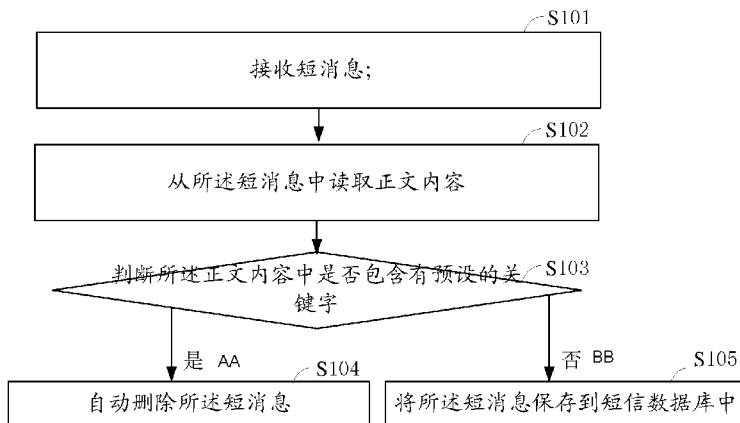 S101
接收短消息;
S102
从所述短消息中读取正文内容
S103
判断所述正文内容中是否包含有预设的关
键字
是 AA
否 BB
S104
S105
自动删除所述短消息
将所述短消息保存到短信数据库中